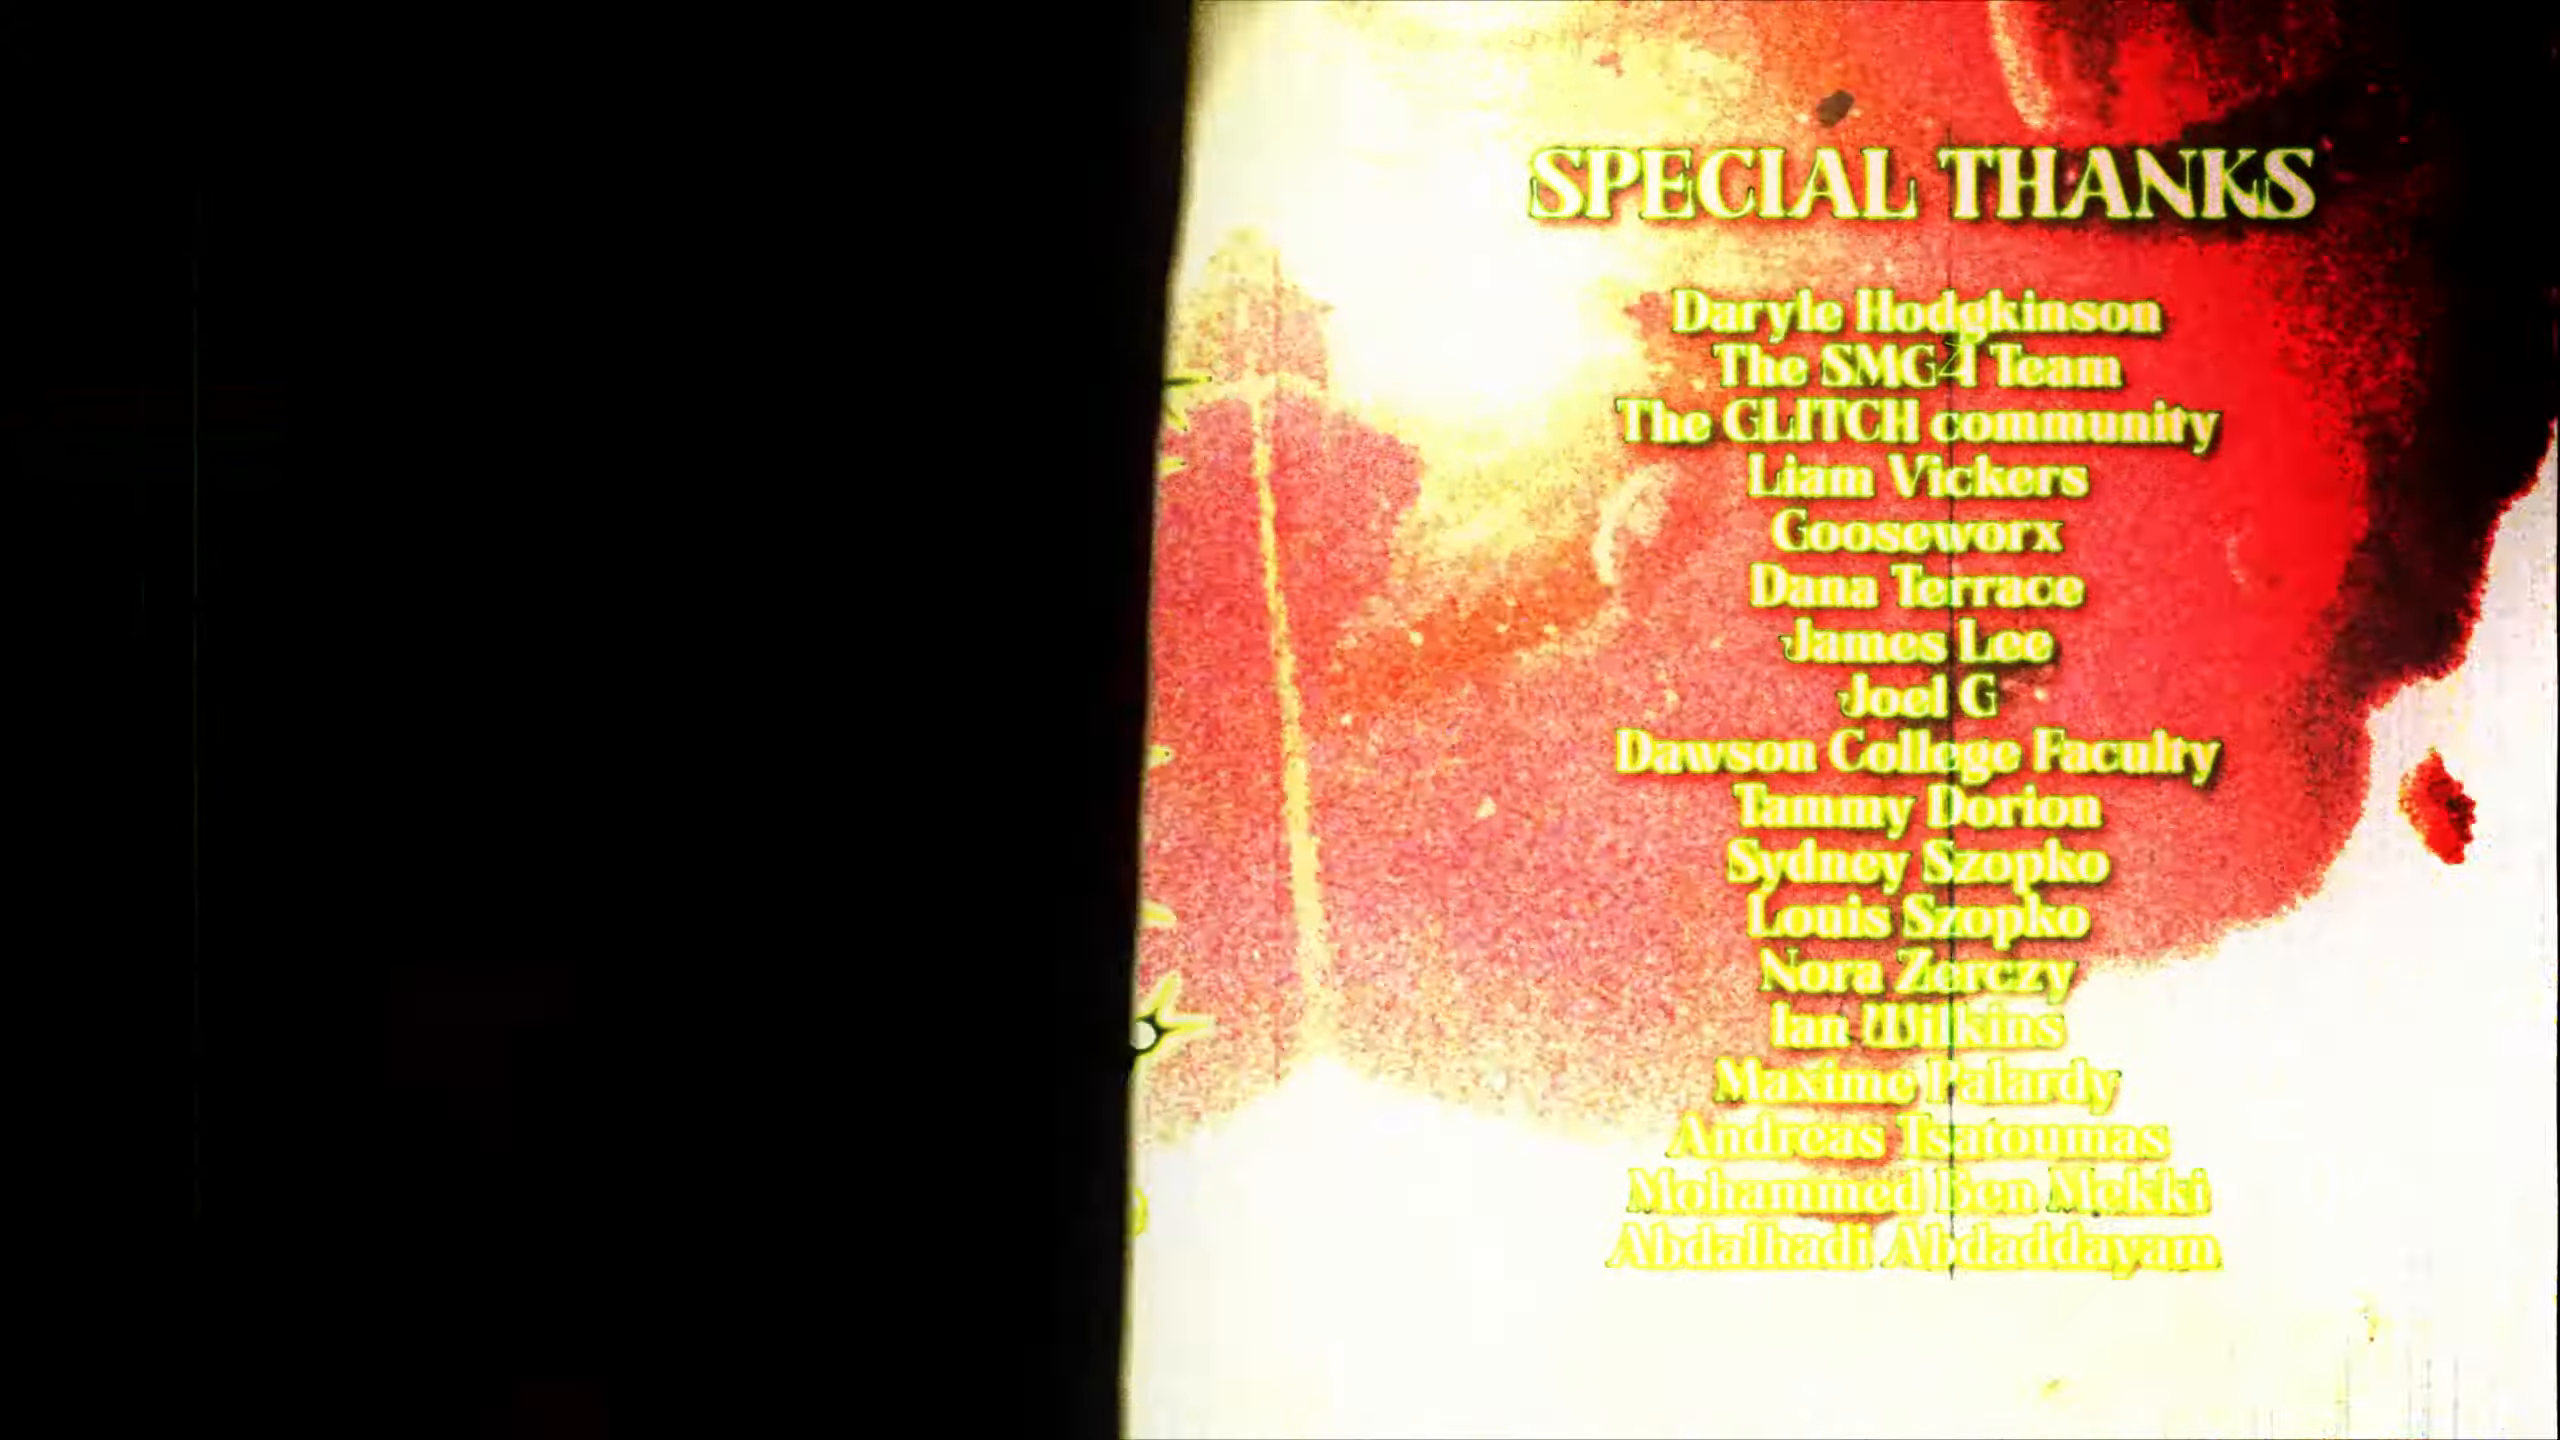 SPECIAL THANKS
Daryle Hodgkinson
The SMG4 Team
The GLITCH community
Liam Vickers
Gooseworx
Dana Terrace
James Lee
Joel G
Dawson College Faculty
Tammy Dorion
Sydney Szopko
Louis Szopko
Nora Zerczy
Ian Wilkins
Maxime Palardy
Andreas Tsatoumas
Mohammed Ben Mekki
Abdalhadi Abdaddayam